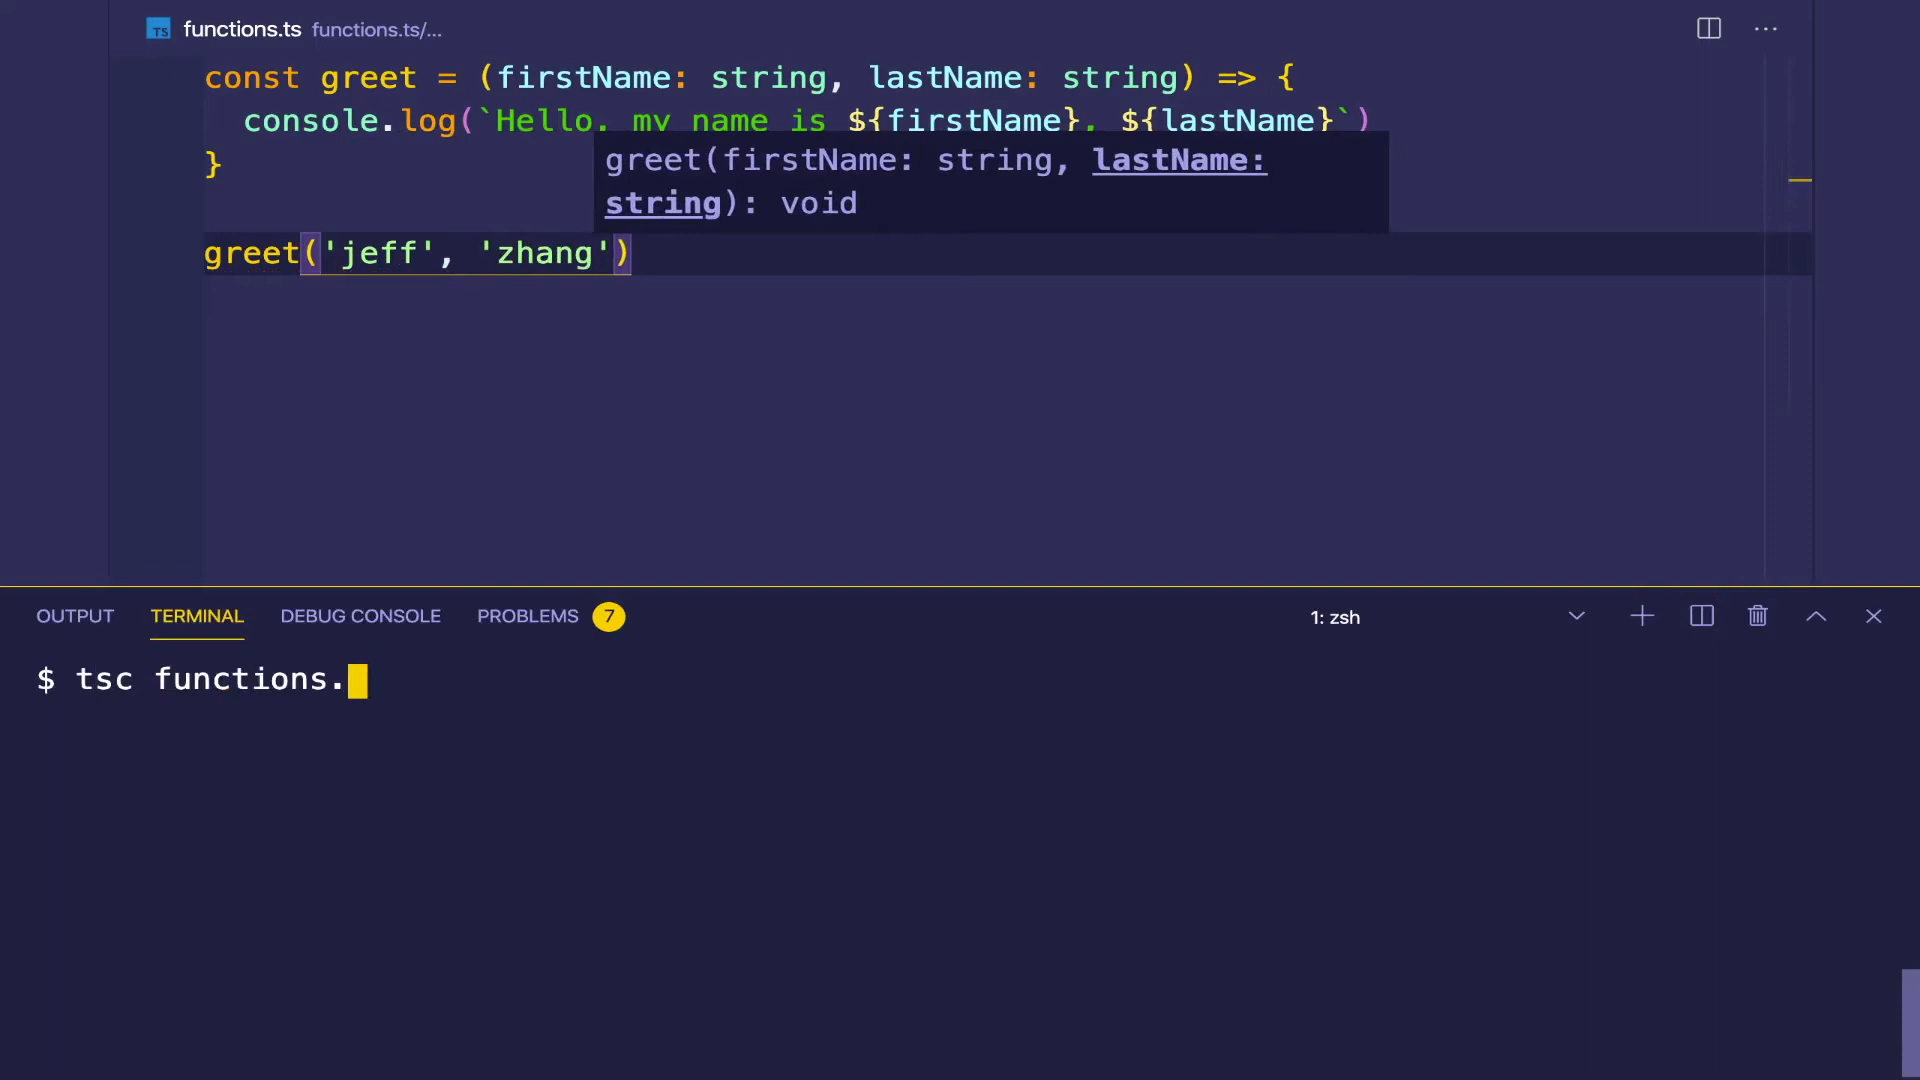 TS functions.ts functions.ts/...
const greet = (firstName: string, lastName: string) => {
console.log(`Hello, my name is ${firstName}, ${lastName}`)
}
greet(firstName: string, lastName:
string): void
greet('jeff', 'zhang')
OUTPUT TERMINAL DEBUG CONSOLE PROBLEMS 7 1: zsh
$ tsc functions.